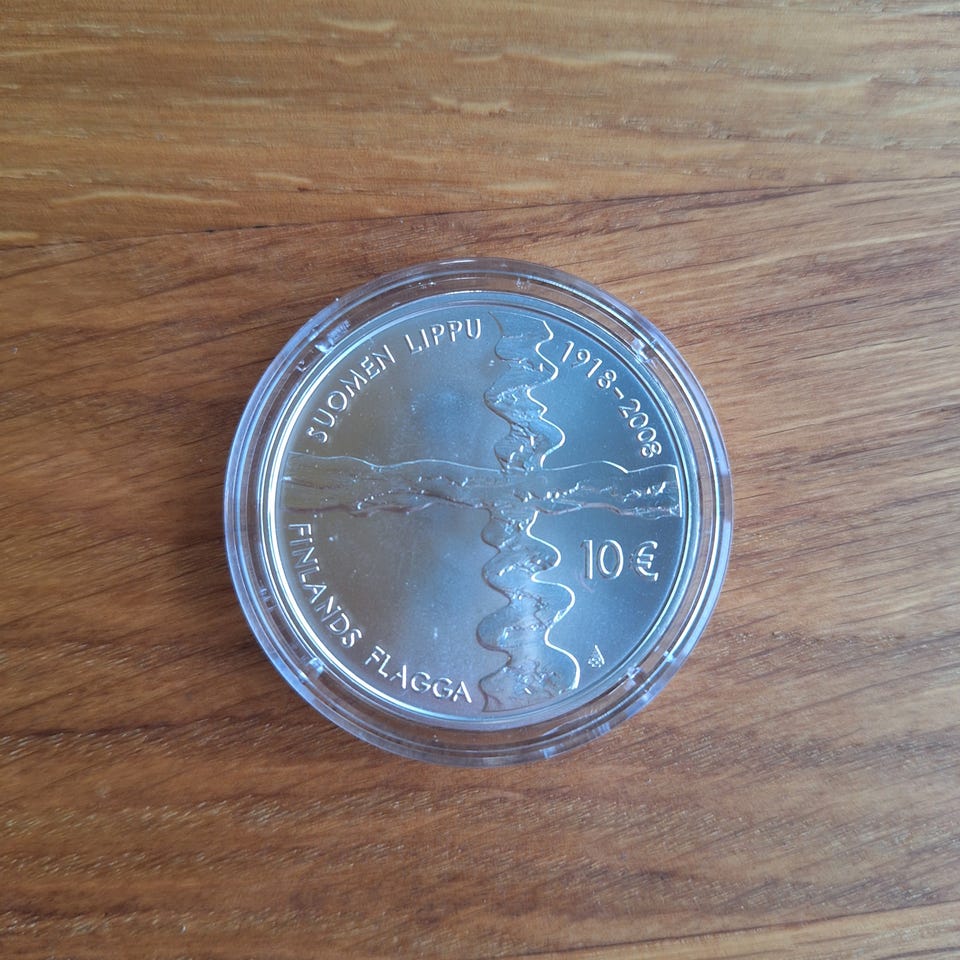 SUOMEN LIPPU
1918-2008
FINLANDS FLAGGA
10 €